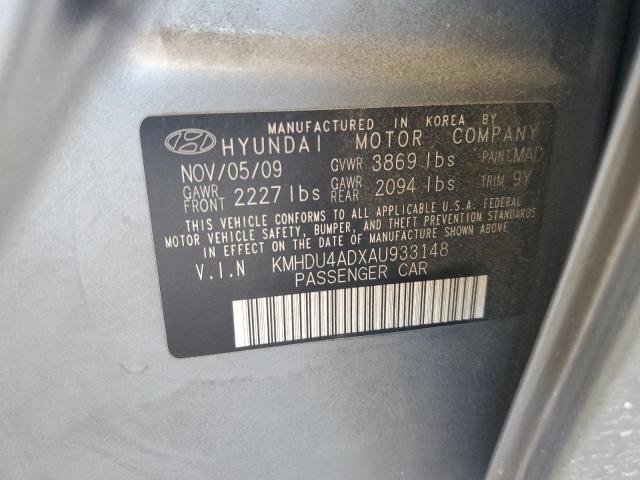 MANUFACTURED IN KOREA BY
HYUNDAI MOTOR COMPANY
NOV/05/09 GVWR 3869 lbs PAINT:MAD
GAWR FRONT 2227 lbs GAWR REAR 2094 lbs TRIM 9Y
THIS VEHICLE CONFORMS TO ALL APPLICABLE U.S.A. FEDERAL
MOTOR VEHICLE SAFETY, BUMPER, AND THEFT PREVENTION STANDARDS
IN EFFECT ON THE DATE OF MANUFACTURE SHOWN ABOVE.
V.I.N KMHDU4ADXAU933148
PASSENGER CAR